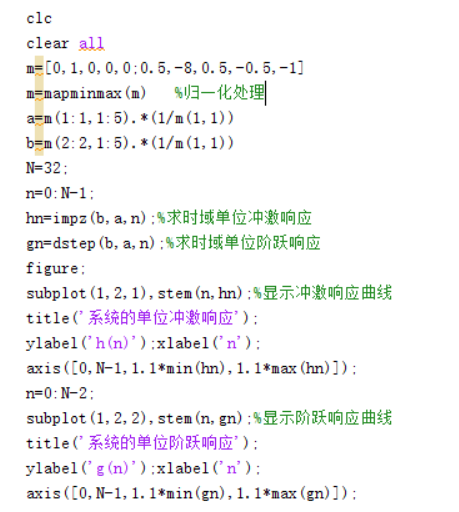 clc
clear all
m=[0,1,0,0,0;0.5,-8,0.5,-0.5,-1]
m=mapminmax(m)   %归一化处理
a=m(1:1,1:5).*(1/m(1,1))
b=m(2:2,1:5).*(1/m(1,1))
N=32;
n=0:N-1;
hn=impz(b,a,n);%求时域单位冲激响应
gn=dstep(b,a,n);%求时域单位阶跃响应
figure;
subplot(1,2,1),stem(n,hn);%显示冲激响应曲线
title('系统的单位冲激响应');
ylabel('h(n)');xlabel('n');
axis([0,N-1,1.1*min(hn),1.1*max(hn)]);
n=0:N-2;
subplot(1,2,2),stem(n,gn);%显示阶跃响应曲线
title('系统的单位阶跃响应');
ylabel('g(n)');xlabel('n');
axis([0,N-1,1.1*min(gn),1.1*max(gn)]);